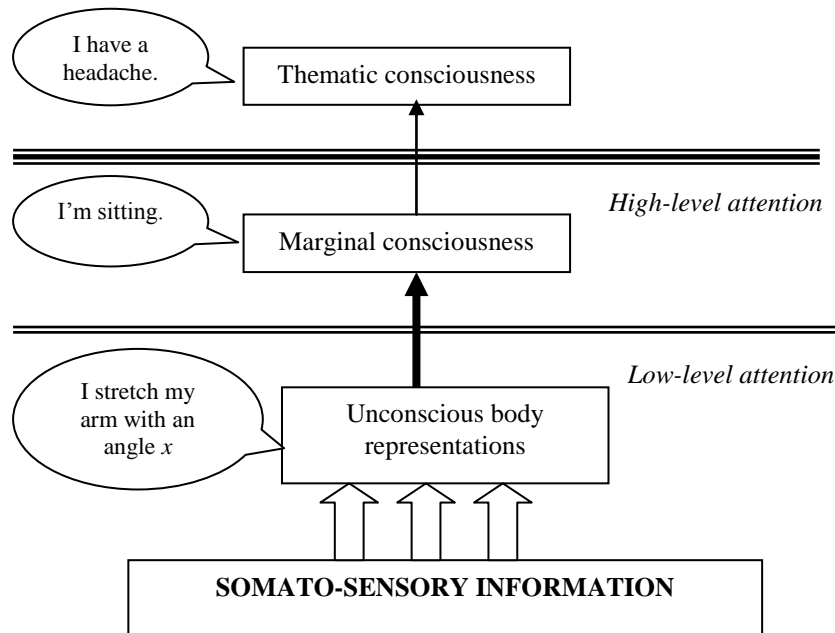 I have a
headache.
Thematic consciousness
High-level attention
I'm sitting.
Marginal consciousness
Low-level attention
I stretch my
arm with an
angle x
Unconscious body
representations
SOMATO-SENSORY INFORMATION